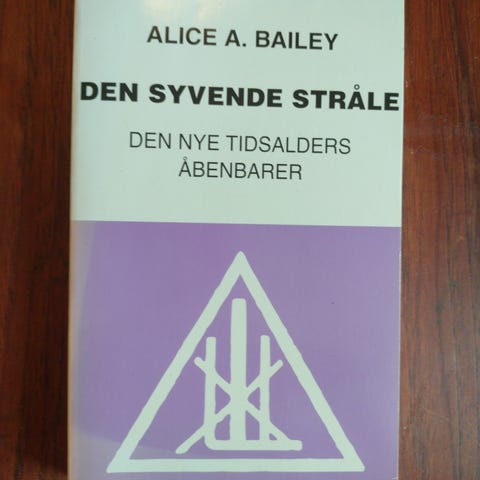 ALICE A. BAILEY
DEN SYVENDE STRÅLE
DEN NYE TIDSALDERS
ÅBENBARER